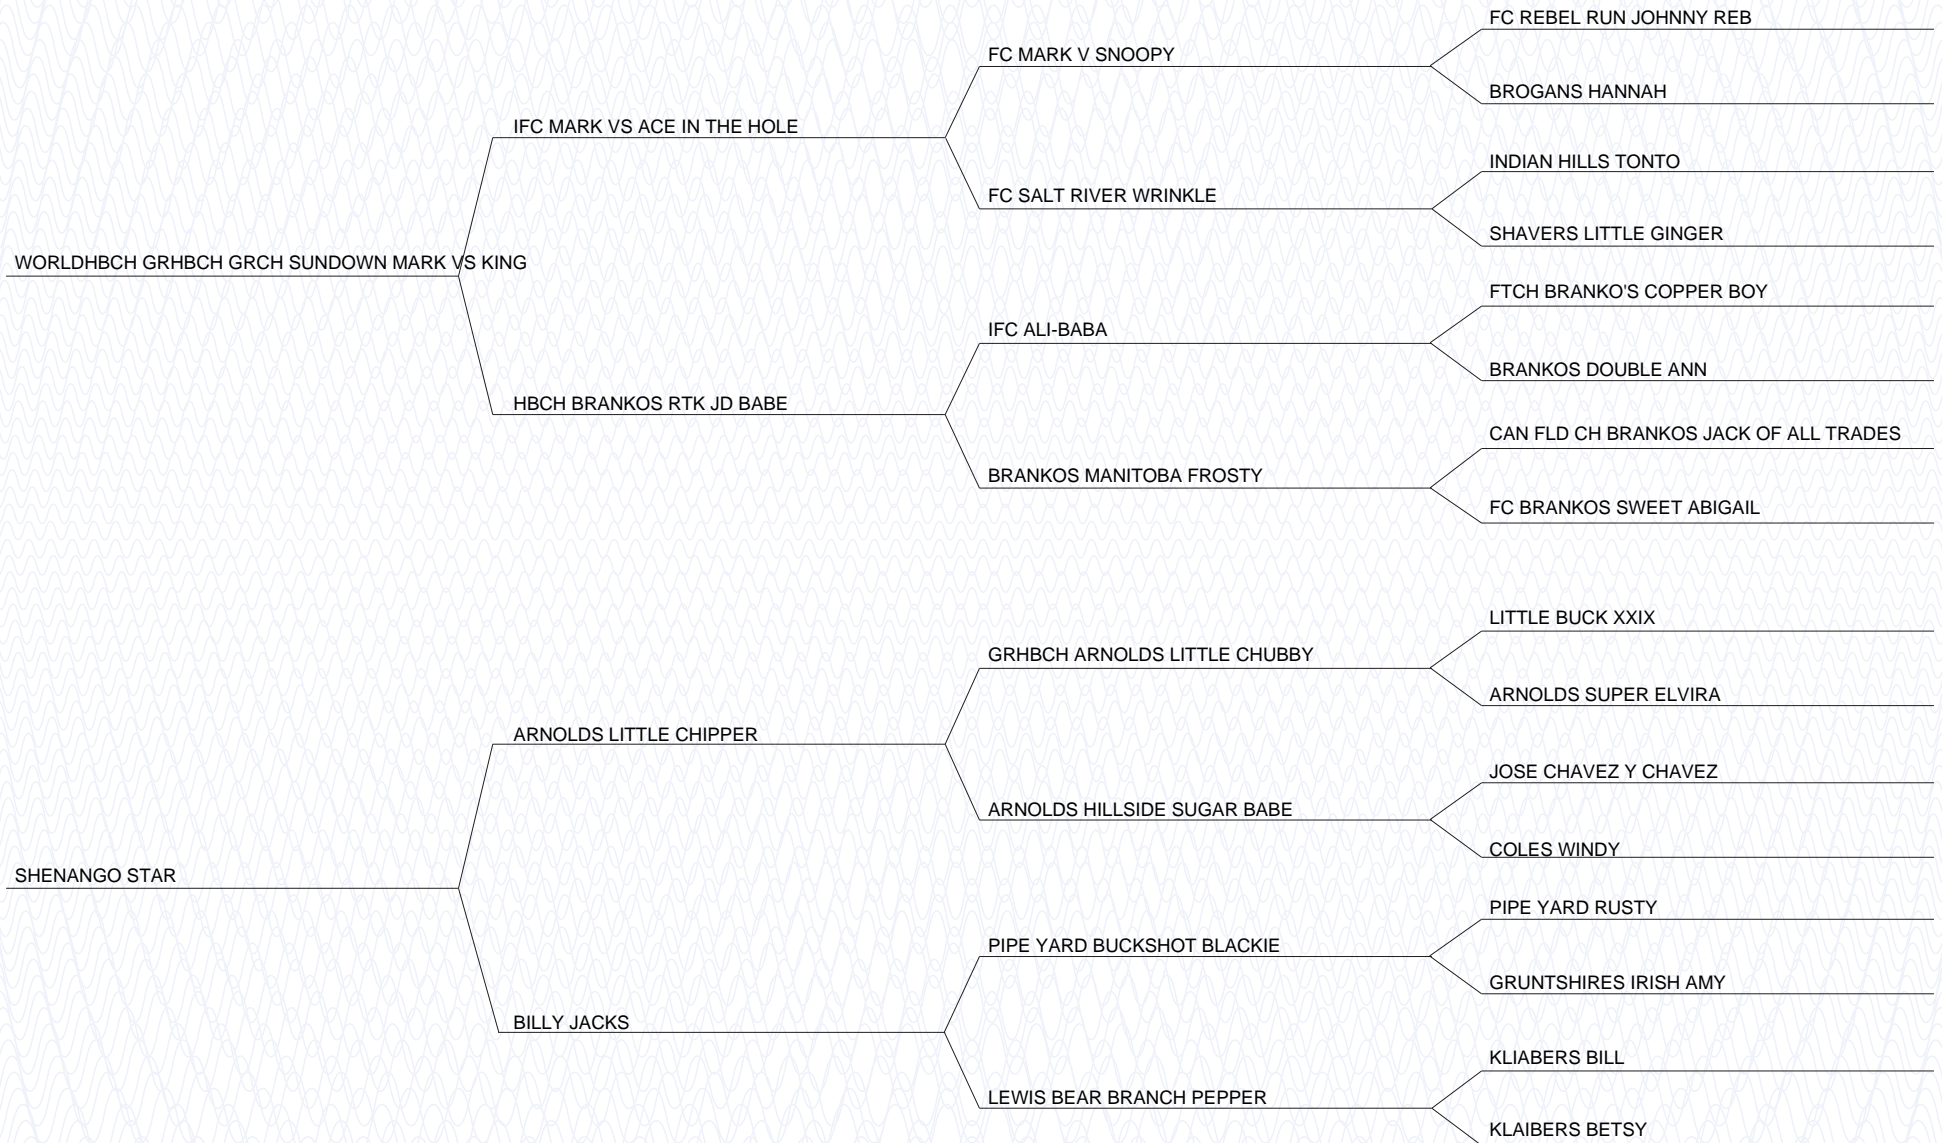 FC REBEL RUN JOHNNY REB
FC MARK V SNOOPY
BROGANS HANNAH
IFC MARK VS ACE IN THE HOLE
INDIAN HILLS TONTO
FC SALT RIVER WRINKLE
SHAVERS LITTLE GINGER
WORLDHBCH GRHBCH GRCH SUNDOWN MARK VS KING
FTCH BRANKO'S COPPER BOY
IFC ALI-BABA
BRANKOS DOUBLE ANN
HBCH BRANKOS RTK JD BABE
CAN FLD CH BRANKOS JACK OF ALL TRADES
BRANKOS MANITOBA FROSTY
FC BRANKOS SWEET ABIGAIL
LITTLE BUCK XXIX
GRHBCH ARNOLDS LITTLE CHUBBY
ARNOLDS SUPER ELVIRA
ARNOLDS LITTLE CHIPPER
JOSE CHAVEZ Y CHAVEZ
ARNOLDS HILLSIDE SUGAR BABE
COLES WINDY
SHENANGO STAR
PIPE YARD RUSTY
PIPE YARD BUCKSHOT BLACKIE
GRUNTSHIRES IRISH AMY
BILLY JACKS
KLIABERS BILL
LEWIS BEAR BRANCH PEPPER
KLAIBERS BETSY